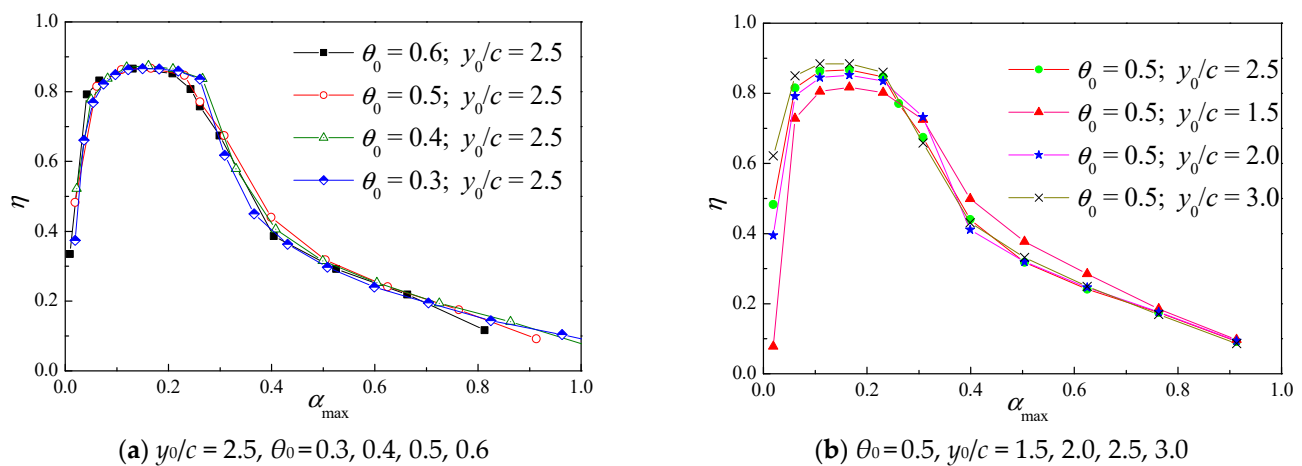 1.0
0.8
0.6
0.4
0.2
0.0
η
θ₀ = 0.6; y₀/c = 2.5
θ₀ = 0.5; y₀/c = 2.5
θ₀ = 0.4; y₀/c = 2.5
θ₀ = 0.3; y₀/c = 2.5
0.0 0.2 0.4 0.6 0.8 1.0
α_max
(a) y₀/c = 2.5, θ₀=0.3, 0.4, 0.5, 0.6
1.0
0.8
0.6
0.4
0.2
0.0
η
θ₀ = 0.5; y₀/c = 2.5
θ₀ = 0.5; y₀/c = 1.5
θ₀ = 0.5; y₀/c = 2.0
θ₀ = 0.5; y₀/c = 3.0
0.0 0.2 0.4 0.6 0.8 1.0
α_max
(b) θ₀=0.5, y₀/c = 1.5, 2.0, 2.5, 3.0